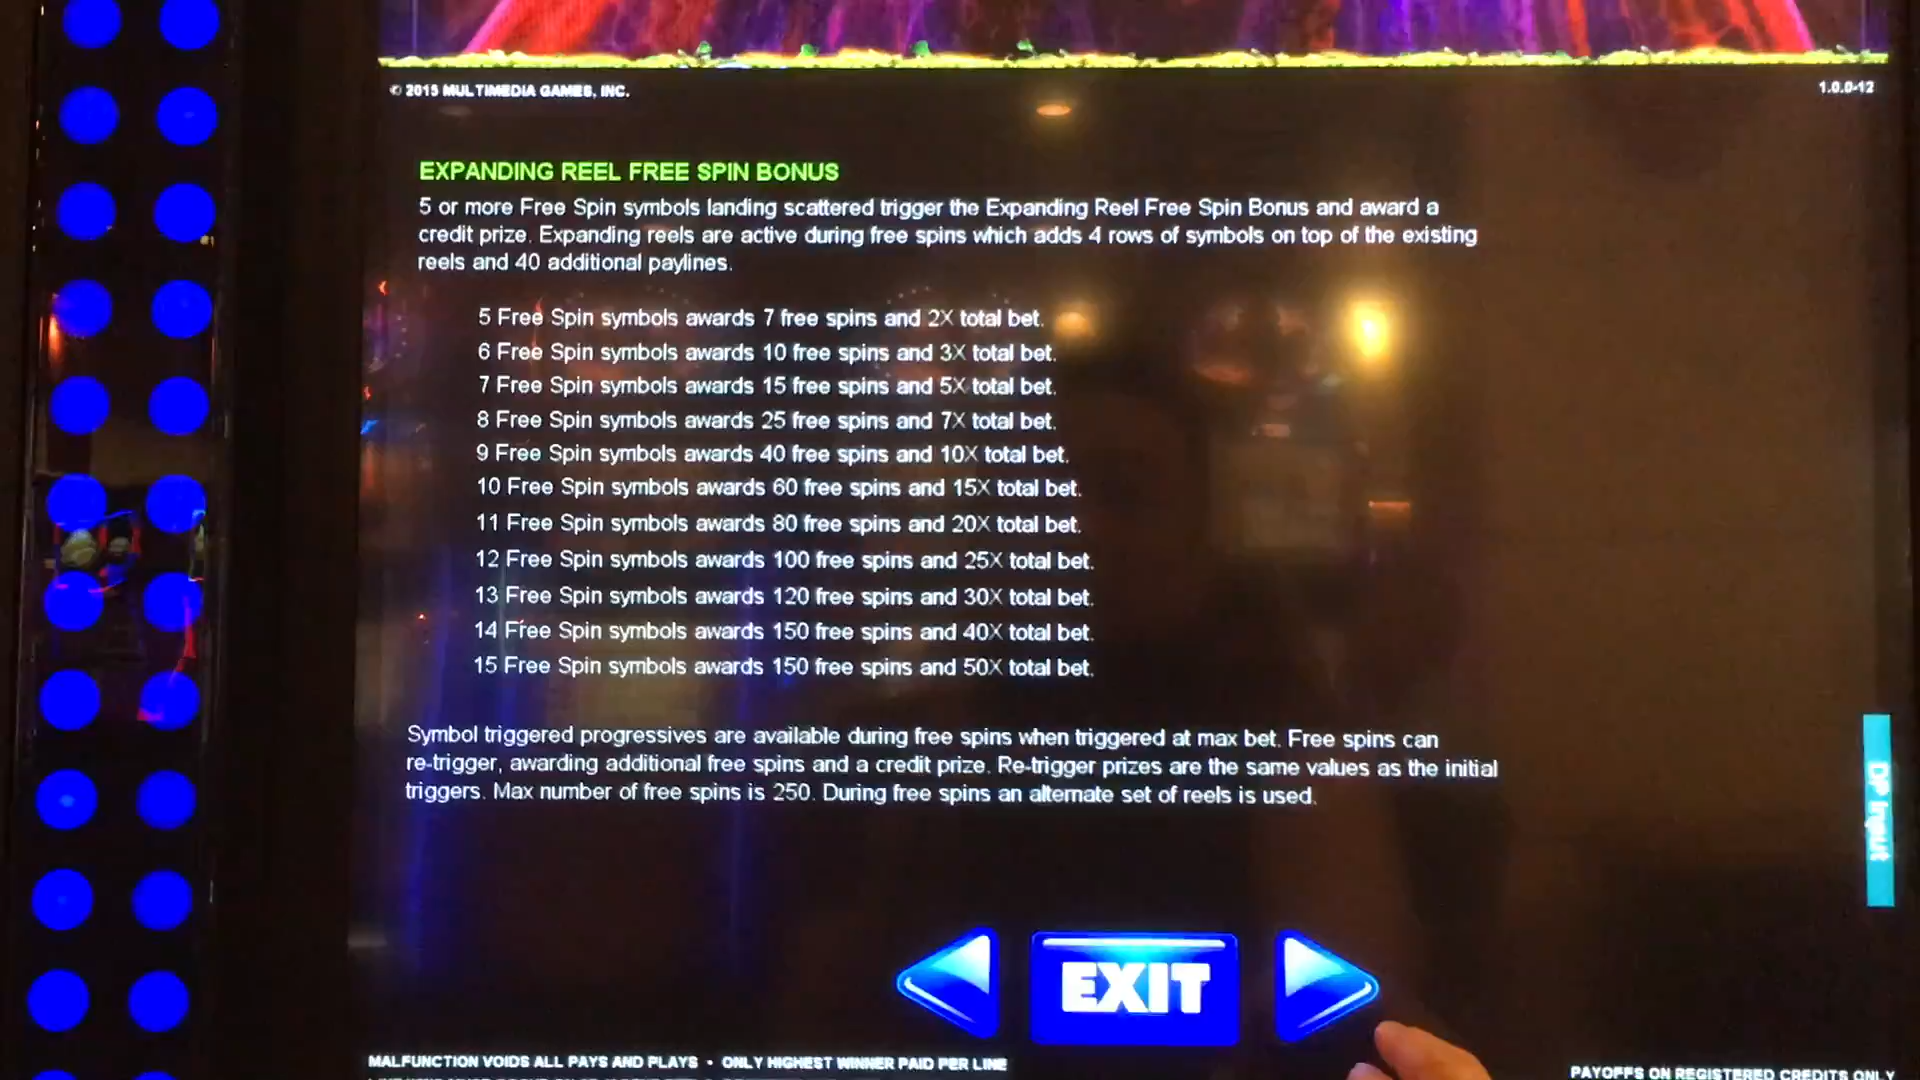 © 2015 MULTIMEDIA GAMES, INC.
1.0.0-12
EXPANDING REEL FREE SPIN BONUS
5 or more Free Spin symbols landing scattered trigger the Expanding Reel Free Spin Bonus and award a
credit prize. Expanding reels are active during free spins which adds 4 rows of symbols on top of the existing
reels and 40 additional paylines.
5 Free Spin symbols awards 7 free spins and 2X total bet.
6 Free Spin symbols awards 10 free spins and 3X total bet.
7 Free Spin symbols awards 15 free spins and 5X total bet.
8 Free Spin symbols awards 25 free spins and 7X total bet.
9 Free Spin symbols awards 40 free spins and 10X total bet.
10 Free Spin symbols awards 60 free spins and 15X total bet.
11 Free Spin symbols awards 80 free spins and 20X total bet.
12 Free Spin symbols awards 100 free spins and 25X total bet.
13 Free Spin symbols awards 120 free spins and 30X total bet.
14 Free Spin symbols awards 150 free spins and 40X total bet.
15 Free Spin symbols awards 150 free spins and 50X total bet.
Symbol triggered progressives are available during free spins when triggered at max bet. Free spins can
re-trigger, awarding additional free spins and a credit prize. Re-trigger prizes are the same values as the initial
triggers. Max number of free spins is 250. During free spins an alternate set of reels is used.
DP Input
EXIT
MALFUNCTION VOIDS ALL PAYS AND PLAYS • ONLY HIGHEST WINNER PAID PER LINE
PAYOFFS ON REGISTERED CREDITS ONLY